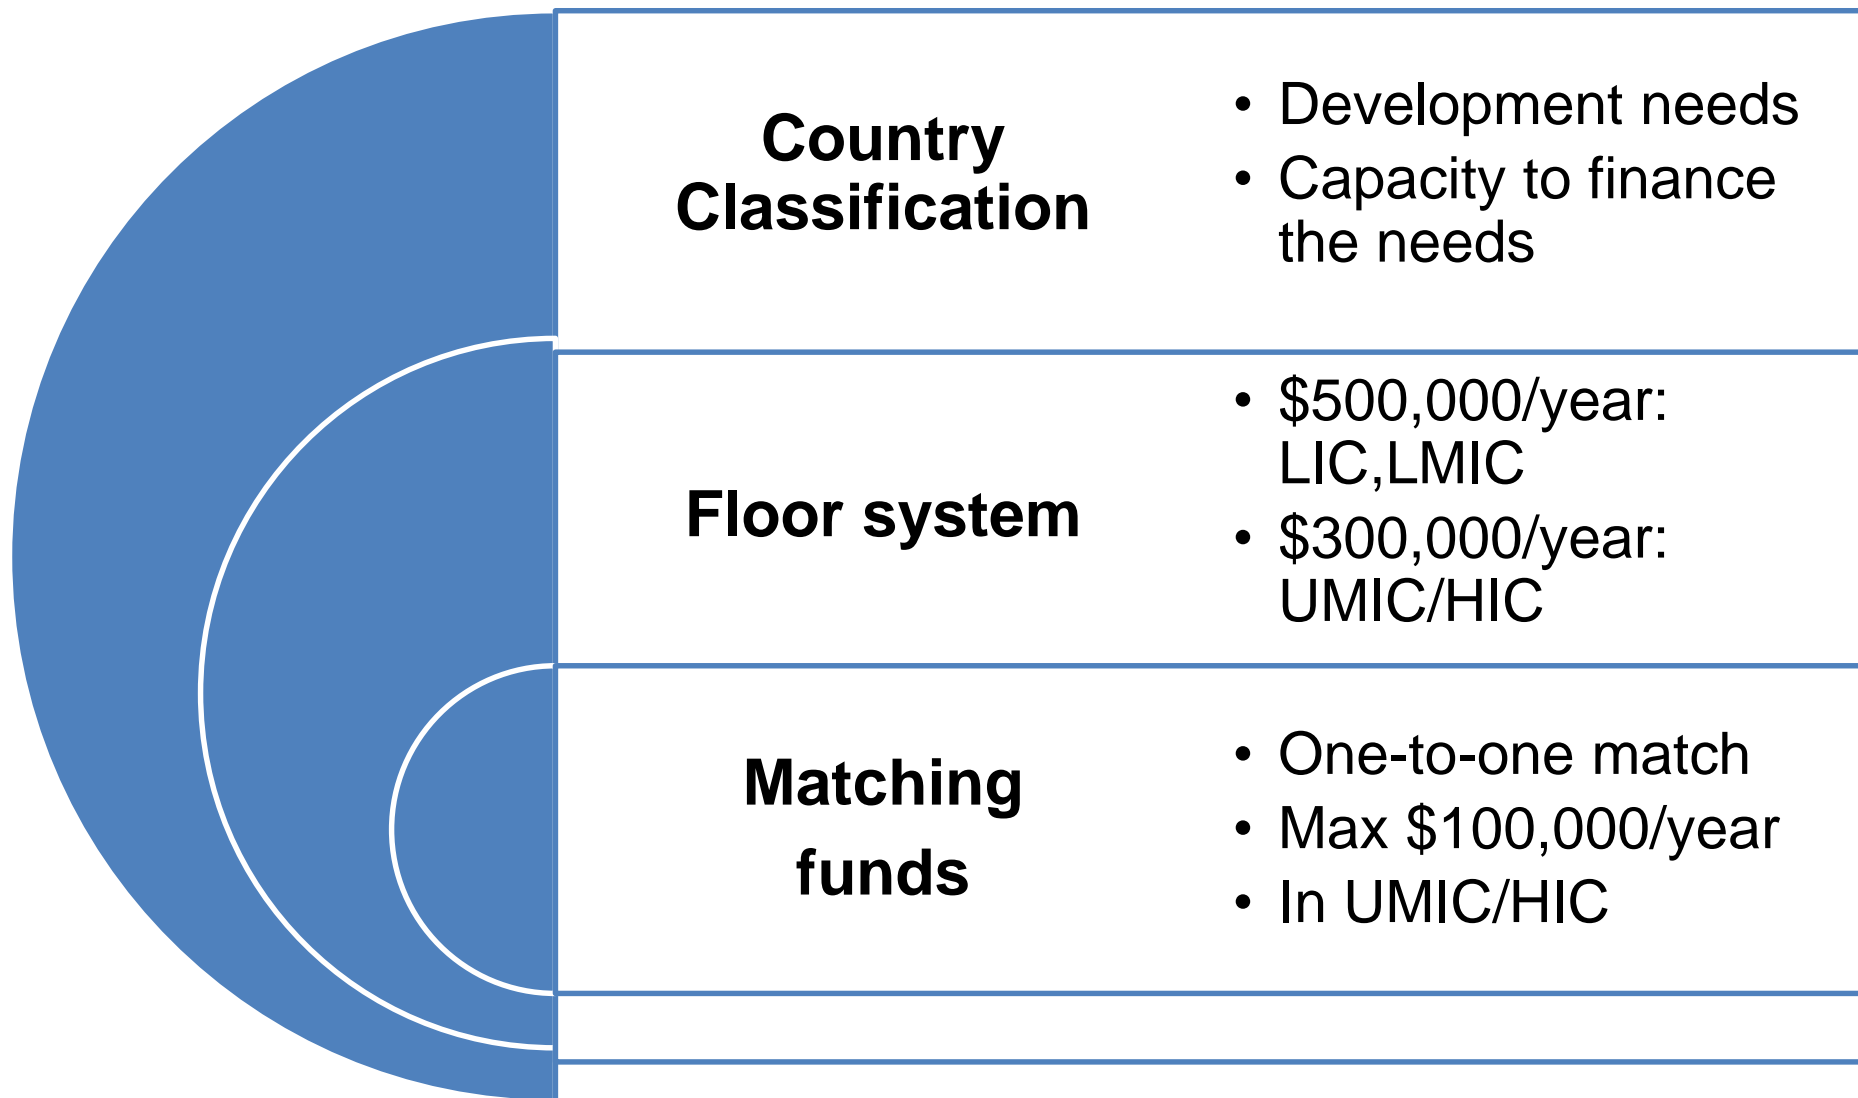 Country
Classification
• Development needs
• Capacity to finance
the needs
Floor system
• $500,000/year:
LIC,LMIC
• $300,000/year:
UMIC/HIC
Matching
funds
• One-to-one match
• Max $100,000/year
• In UMIC/HIC